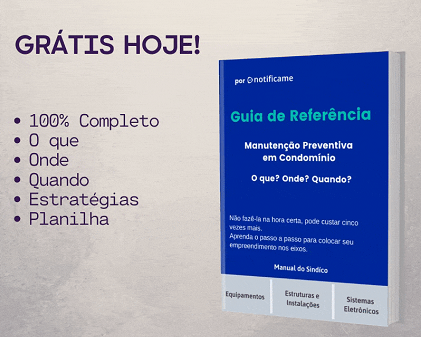 GRÁTIS HOJE!
• 100% Completo
• O que
• Onde
• Quando
• Estratégias
• Planilha
por notificame
Guia de Referência
Manutenção Preventiva
em Condomínio
O que? Onde? Quando?
Não fazê-la na hora certa, pode custar cinco
vezes mais.
Aprenda o passo a passo para colocar seu
empreendimento nos eixos.
Manual do Síndico
Equipamentos
Estruturas e
Instalações
Sistemas
Eletrônicos